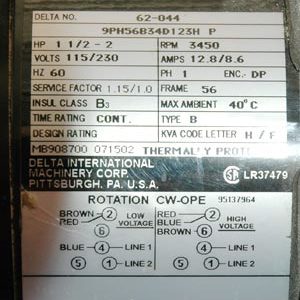 DELTA NO. 62-044
9PH56B34D123H P
HP 1 1/2 - 2 RPM 3450
VOLTS 115/230 AMPS 12.8/8.6
HZ 60 PH 1 ENC.- DP
SERVICE FACTOR 1.15/1.0 FRAME 56
INSUL CLASS B3 MAX AMBIENT 40°C
TIME RATING CONT. TYPE B
DESIGN RATING KVA CODE LETTER H / F
MB908700 071502 THERMALLY PROT
DELTA INTERNATIONAL
MACHINERY CORP.
PITTSBURGH. PA. U.S.A.
LR37479
ROTATION CW-OPE 95137964
BROWN 2 LOW VOLTAGE BROWN 2 HIGH VOLTAGE
RED RED
6 6
BLUE 4 LINE 1 BLUE 4 LINE 1
5 1 LINE 2 5 1 LINE 2